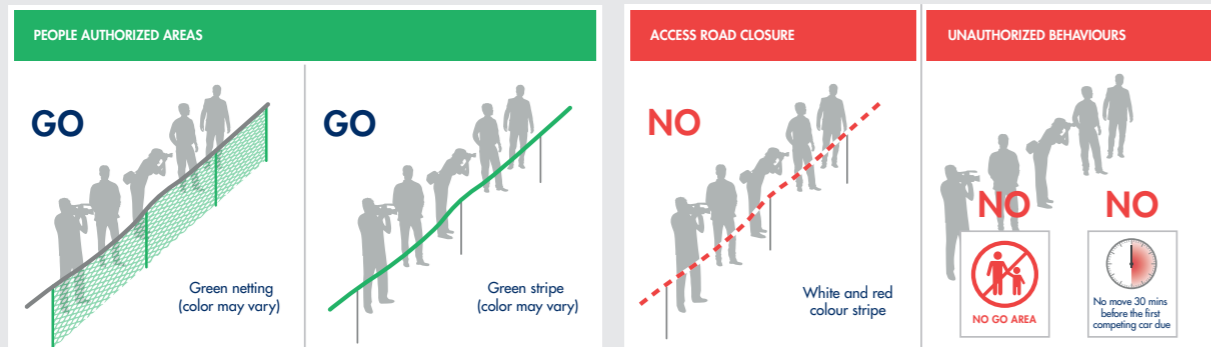 PEOPLE AUTHORIZED AREAS
GO
Green netting
(color may vary)
GO
Green stripe
(color may vary)
ACCESS ROAD CLOSURE
NO
White and red
colour stripe
UNAUTHORIZED BEHAVIOURS
NO
NO GO AREA
NO
No move 30 mins
before the first
competing car due